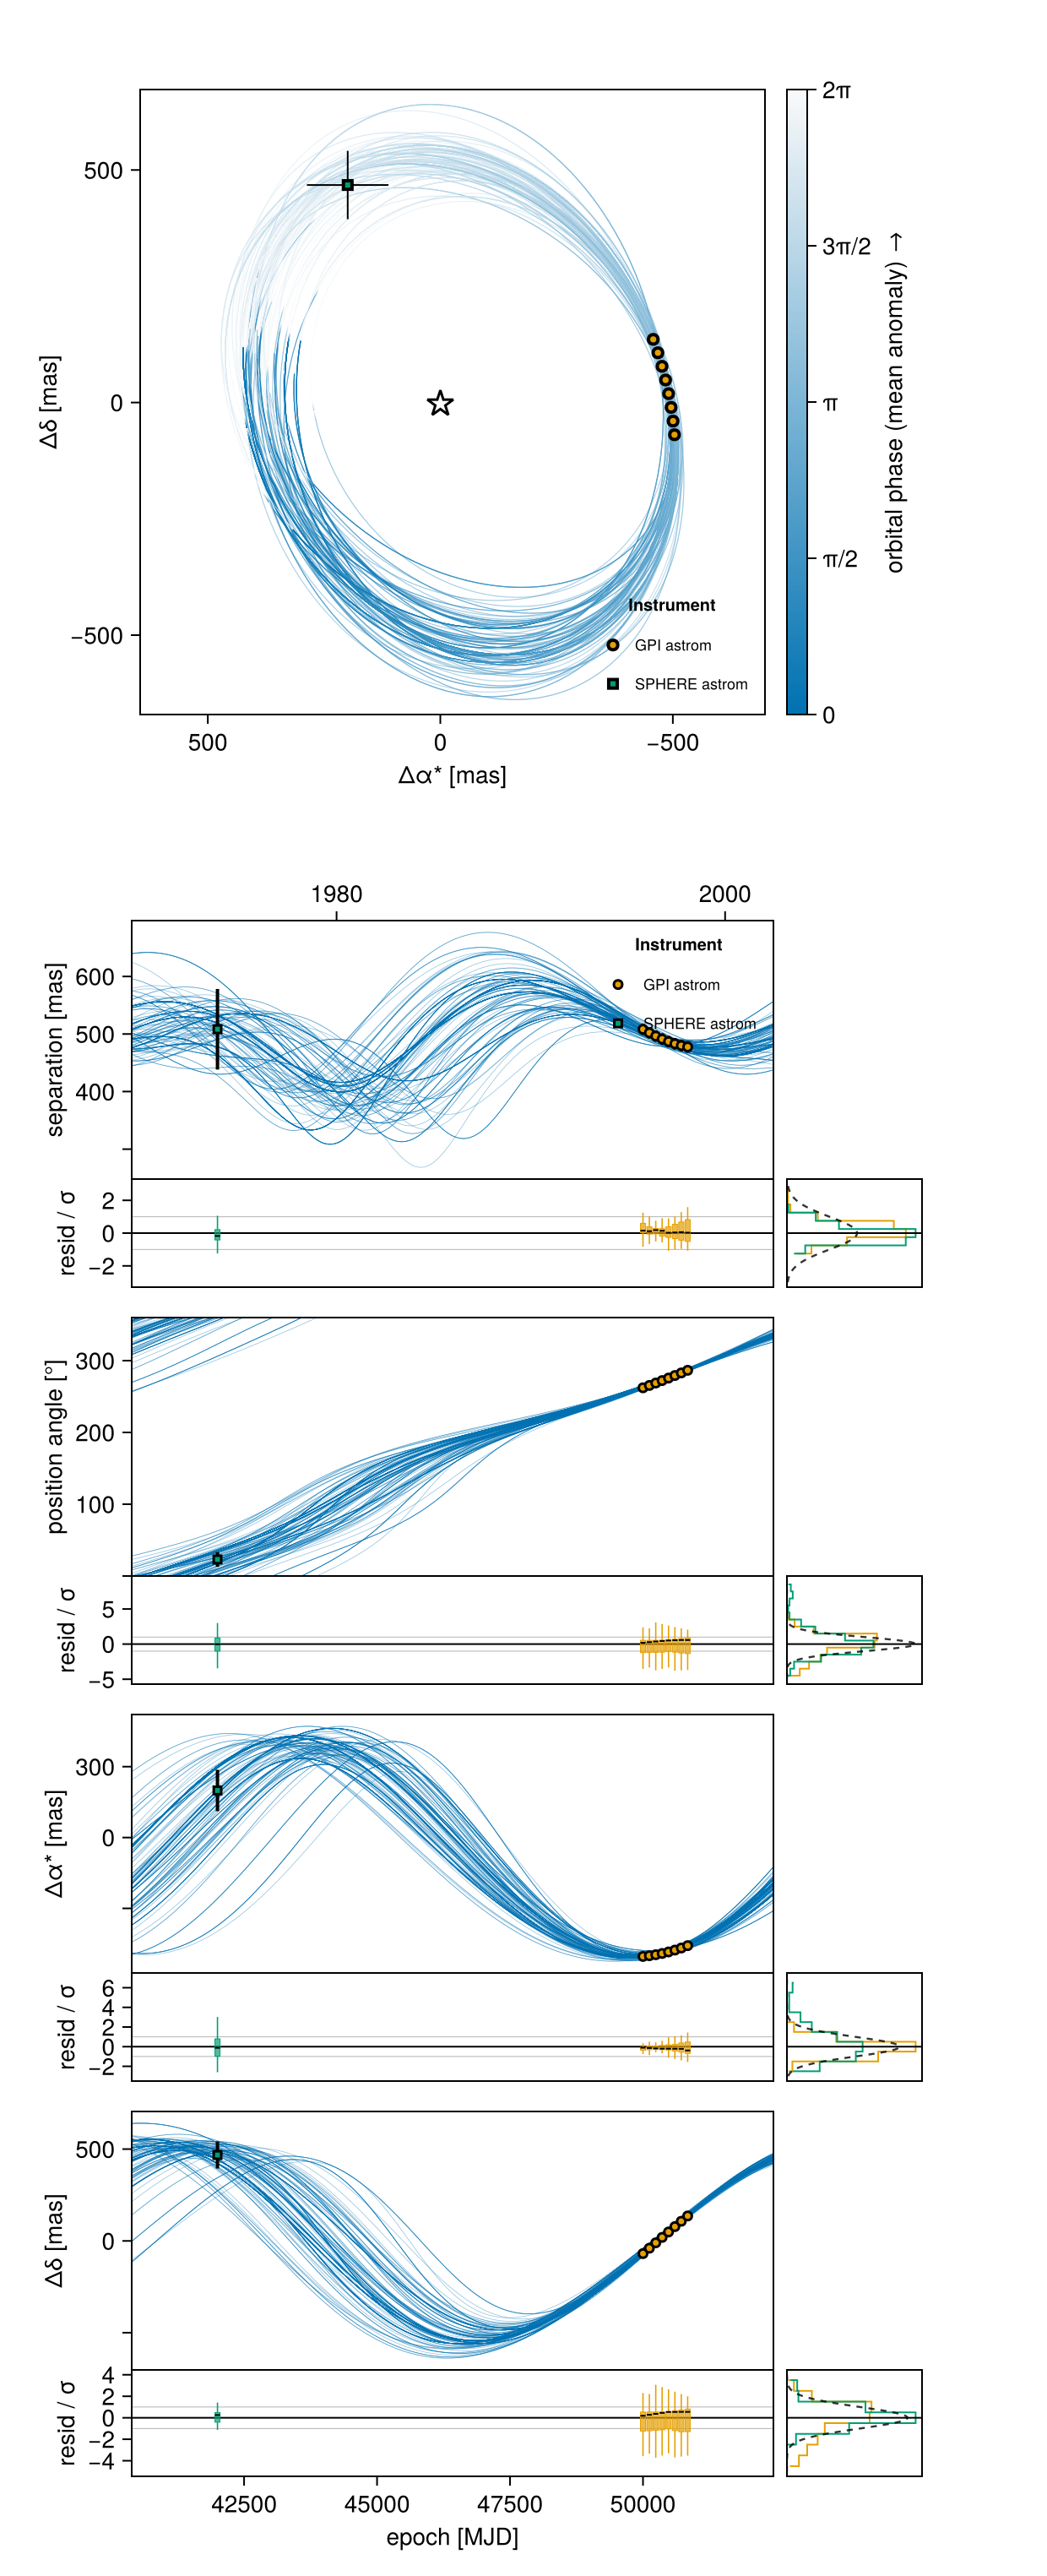 2π
3π/2
π
π/2
0
orbital phase (mean anomaly) →
500
0
−500
Δδ [mas]
Instrument
GPI astrom
SPHERE astrom
500
0
−500
Δα* [mas]
1980
2000
600
500
400
separation [mas]
Instrument
GPI astrom
SPHERE astrom
2
0
−2
resid / σ
300
200
100
position angle [°]
5
0
−5
resid / σ
300
0
Δα* [mas]
6
4
2
0
−2
resid / σ
500
0
Δδ [mas]
4
2
0
−2
−4
resid / σ
42500
45000
47500
50000
epoch [MJD]